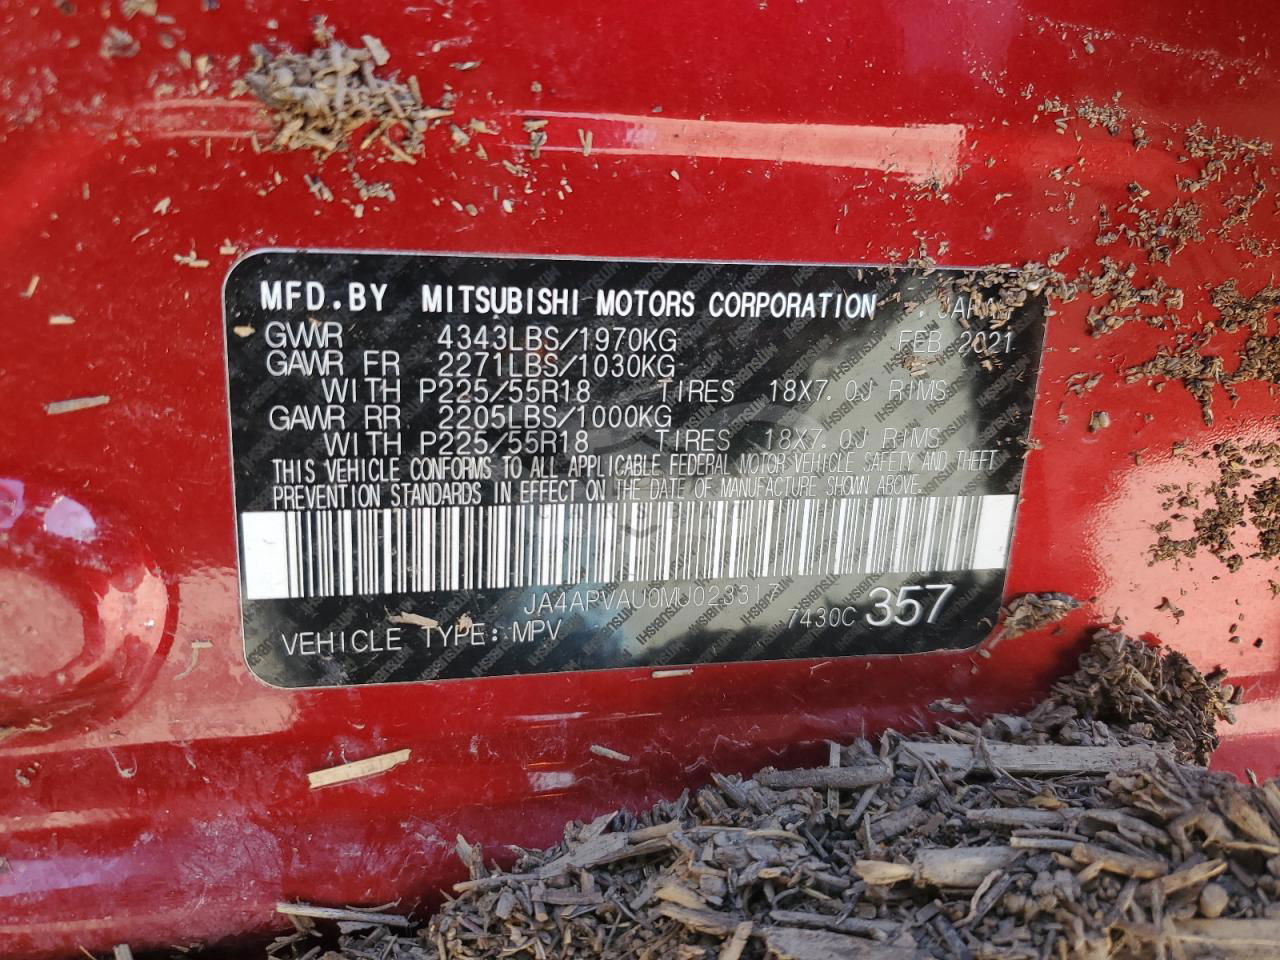 MFD.BY MITSUBISHI MOTORS CORPORATION , JAPAN
GVWR 4343LBS/1970KG FEB 2021
GAWR FR 2271LBS/1030KG
WITH P225/55R18 TIRES 18X7.0J RIMS
GAWR RR 2205LBS/1000KG
WITH P225/55R18 TIRES 18X7.0J RIMS
THIS VEHICLE CONFORMS TO ALL APPLICABLE FEDERAL MOTOR VEHICLE SAFETY AND THEFT
PREVENTION STANDARDS IN EFFECT ON THE DATE OF MANUFACTURE SHOWN ABOVE.
JA4APVAU0MU023317
7430C 357
VEHICLE TYPE: MPV